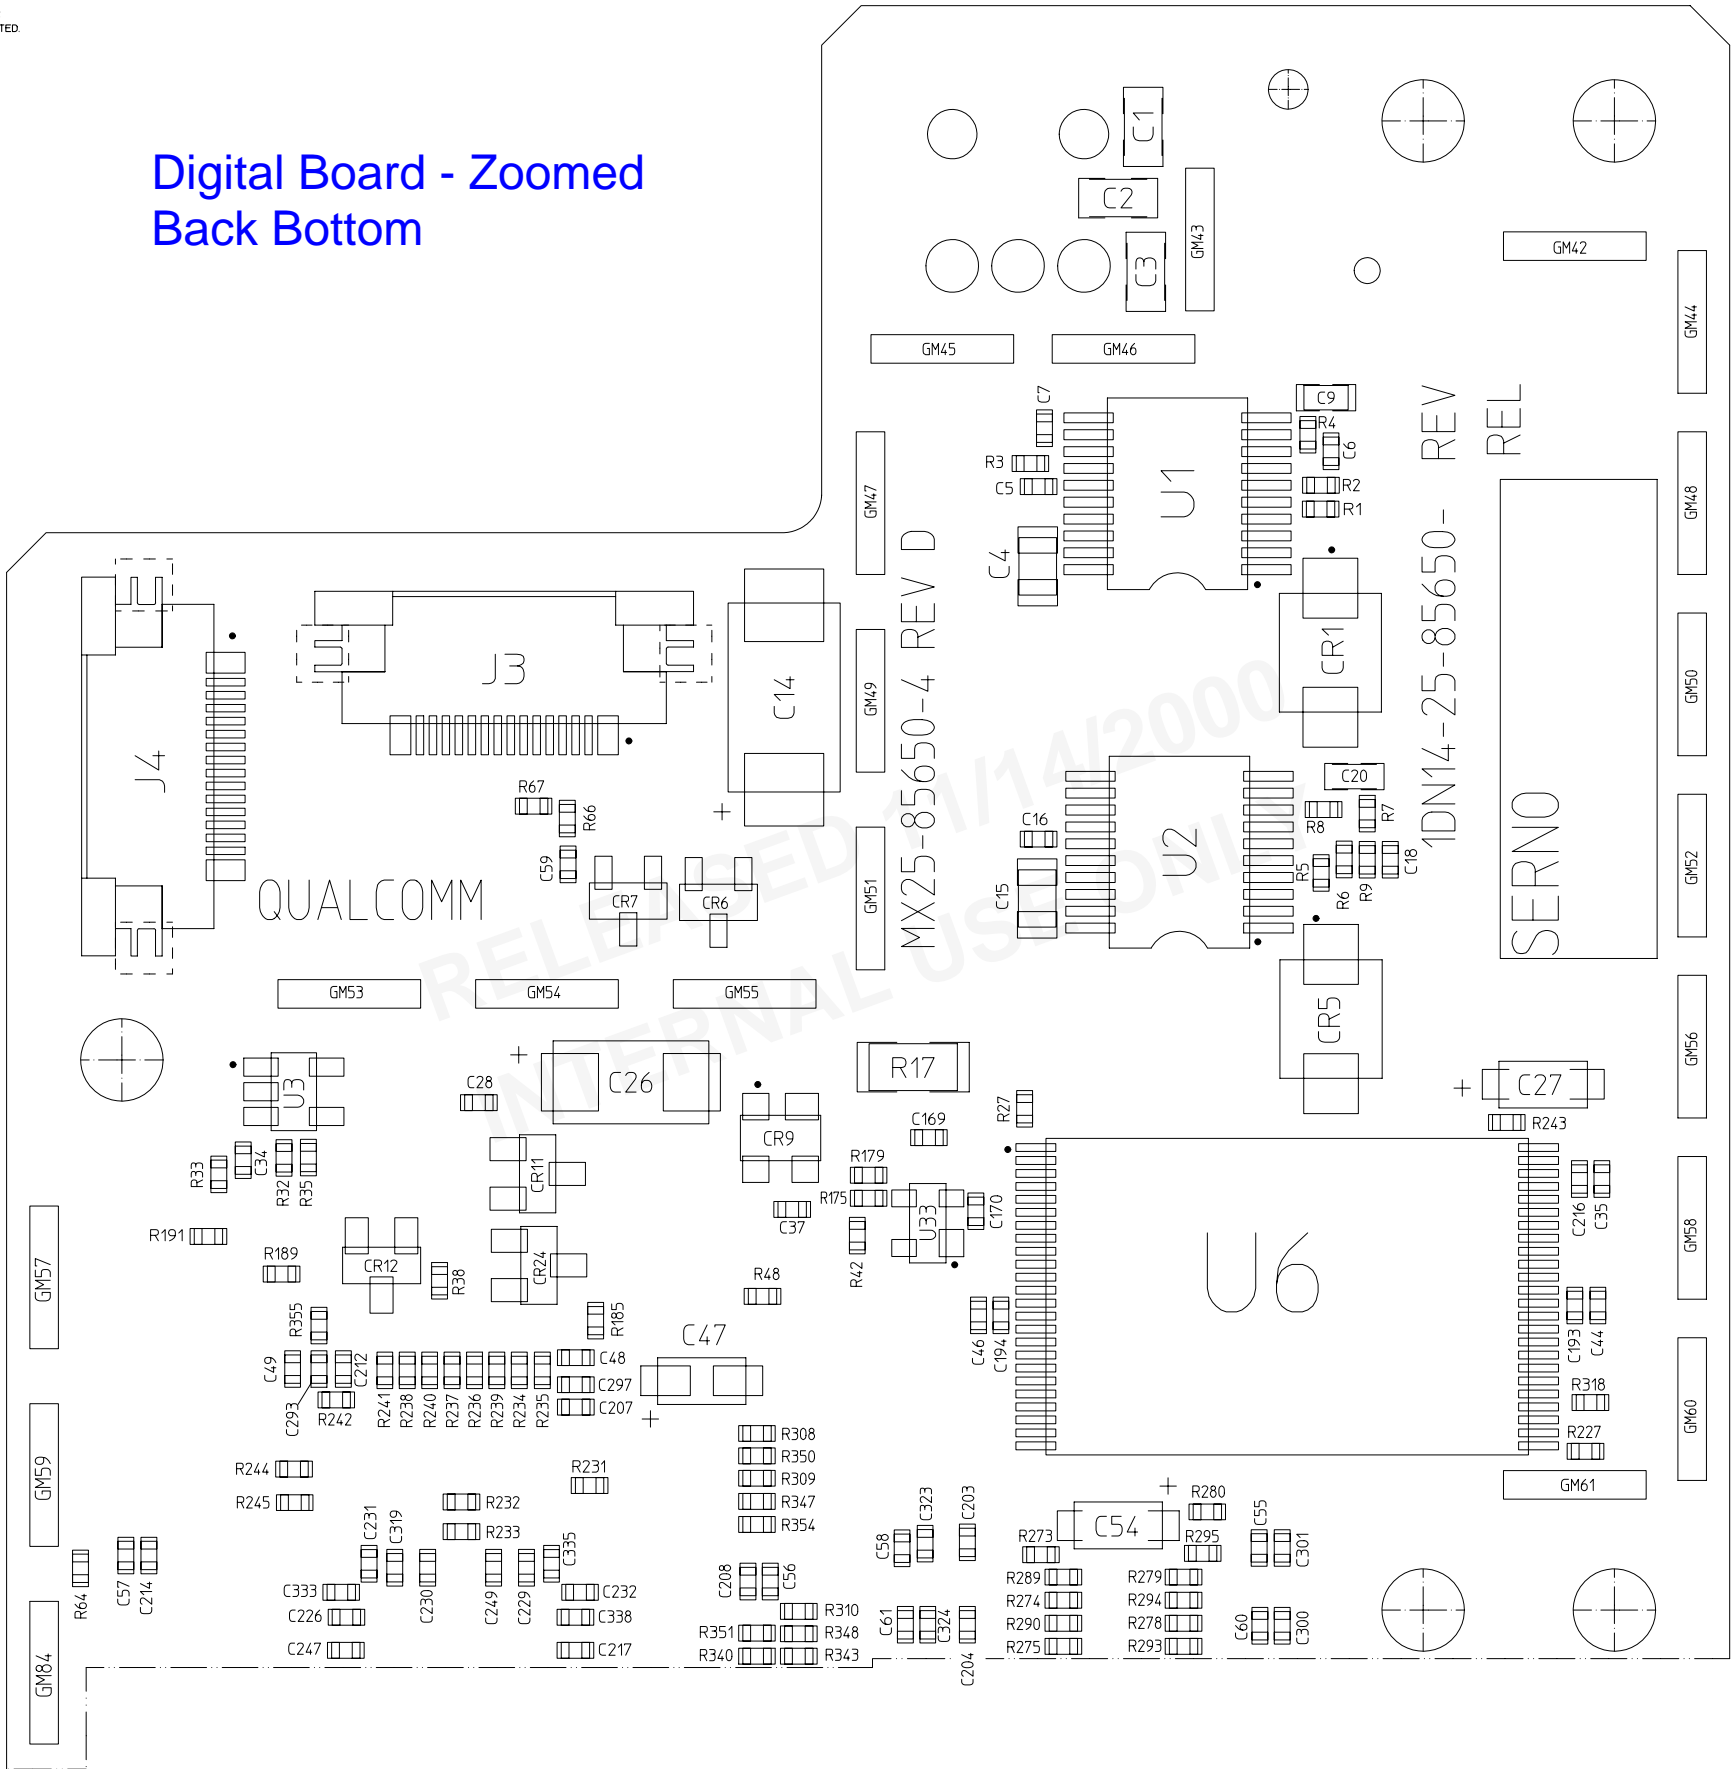 TED.
Digital Board - Zoomed
Back Bottom
C1
C2
GM43
C3
GM42
GM44
GM45
GM46
C7
C9
R4
C6
R3
C5
U1
R2
R1
REV
REL
GM47
GM48
C4
MX25-85650-4 REV D
1DN14-25-85650-
CR1
J3
C14
GM49
GM50
J4
R67
R66
C59
CR7
CR6
QUALCOMM
GM51
C16
C15
U2
C20
R8
R7
R5
R6
R9
C18
SERNO
GM52
RELEASED 11/14/2000
INTERNAL USE ONLY
GM53
GM54
GM55
CR5
GM56
U3
C28
+
C26
R17
R27
+
C27
R243
CR9
C169
R33
C34
R32
R35
CR11
R179
R175
C37
U33
C170
R42
U6
C216
C35
GM58
R191
R189
CR12
R38
CR24
R48
GM57
R355
R185
C47
C46
C194
C193
C44
C49
C293
C212
R242
R241
R238
R240
R237
R236
R239
R234
R235
C48
C297
C207
+
R318
R227
GM60
R308
R350
R309
R347
R354
GM59
R244
R245
R231
R232
R233
GM61
C231
C319
C335
C58
C323
C203
+
C54
R280
R273
R295
C55
C301
R64
C57
C214
C333
C226
C247
C230
C249
C229
C232
C338
C217
C208
C56
R310
R351
R348
R340
R343
C61
C324
C204
R289
R274
R290
R275
R279
R294
R278
R293
C60
C300
GM84